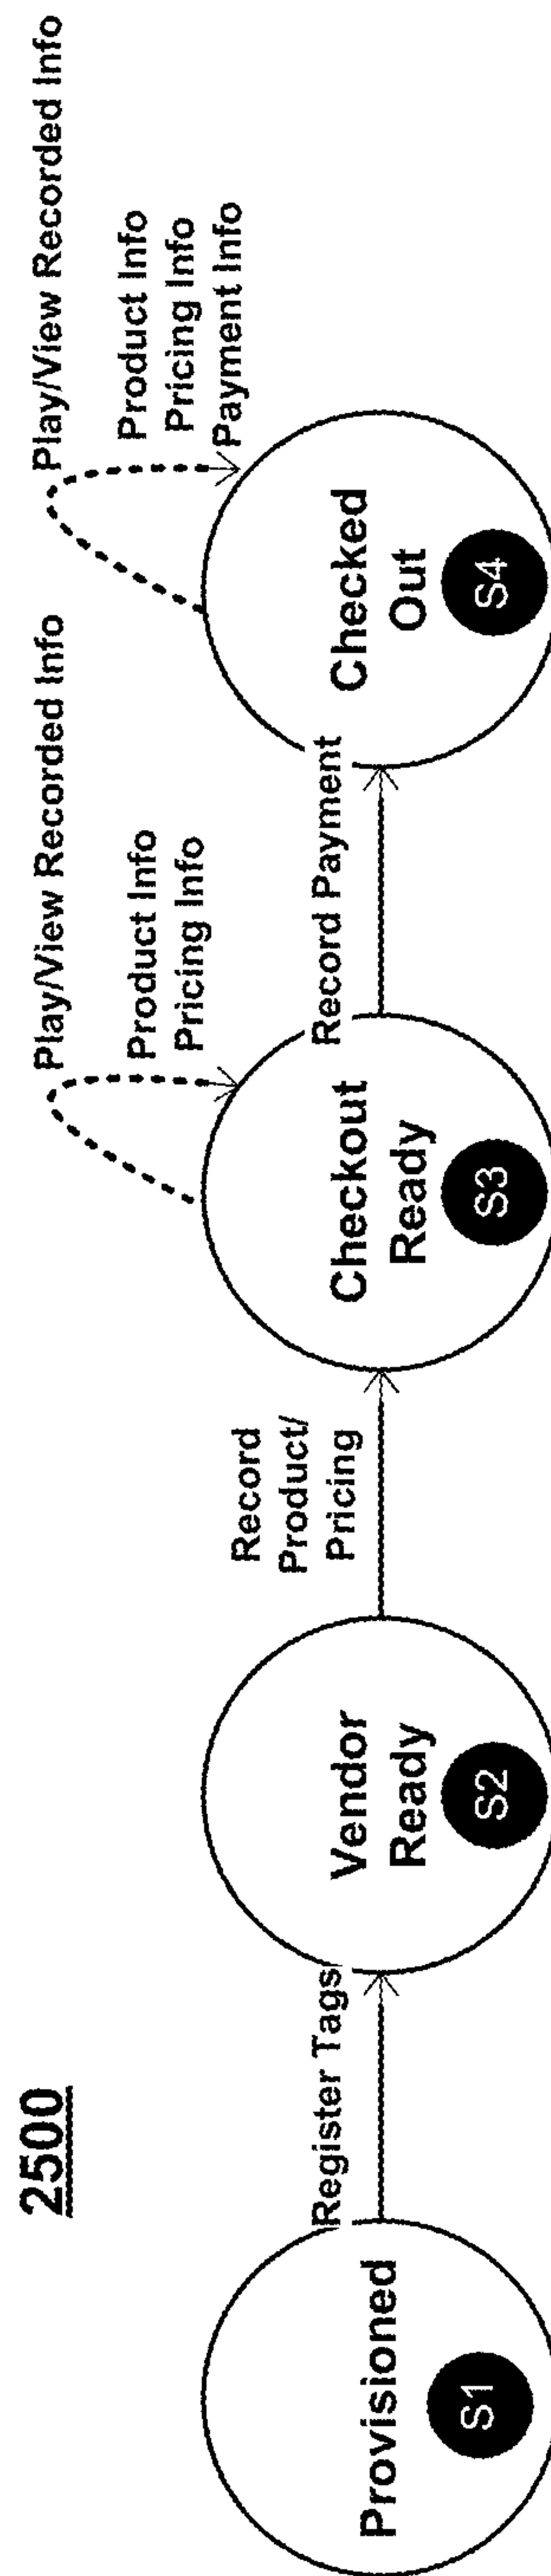 2500
Play/View Recorded Info
Play/View Recorded Info
Product Info
Pricing Info
Product Info
Pricing Info
Payment Info
Register Tags
Record
Product/
Pricing
Record Payment
Provisioned
S1
Vendor
Ready
S2
Checkout
Ready
S3
Checked
Out
S4